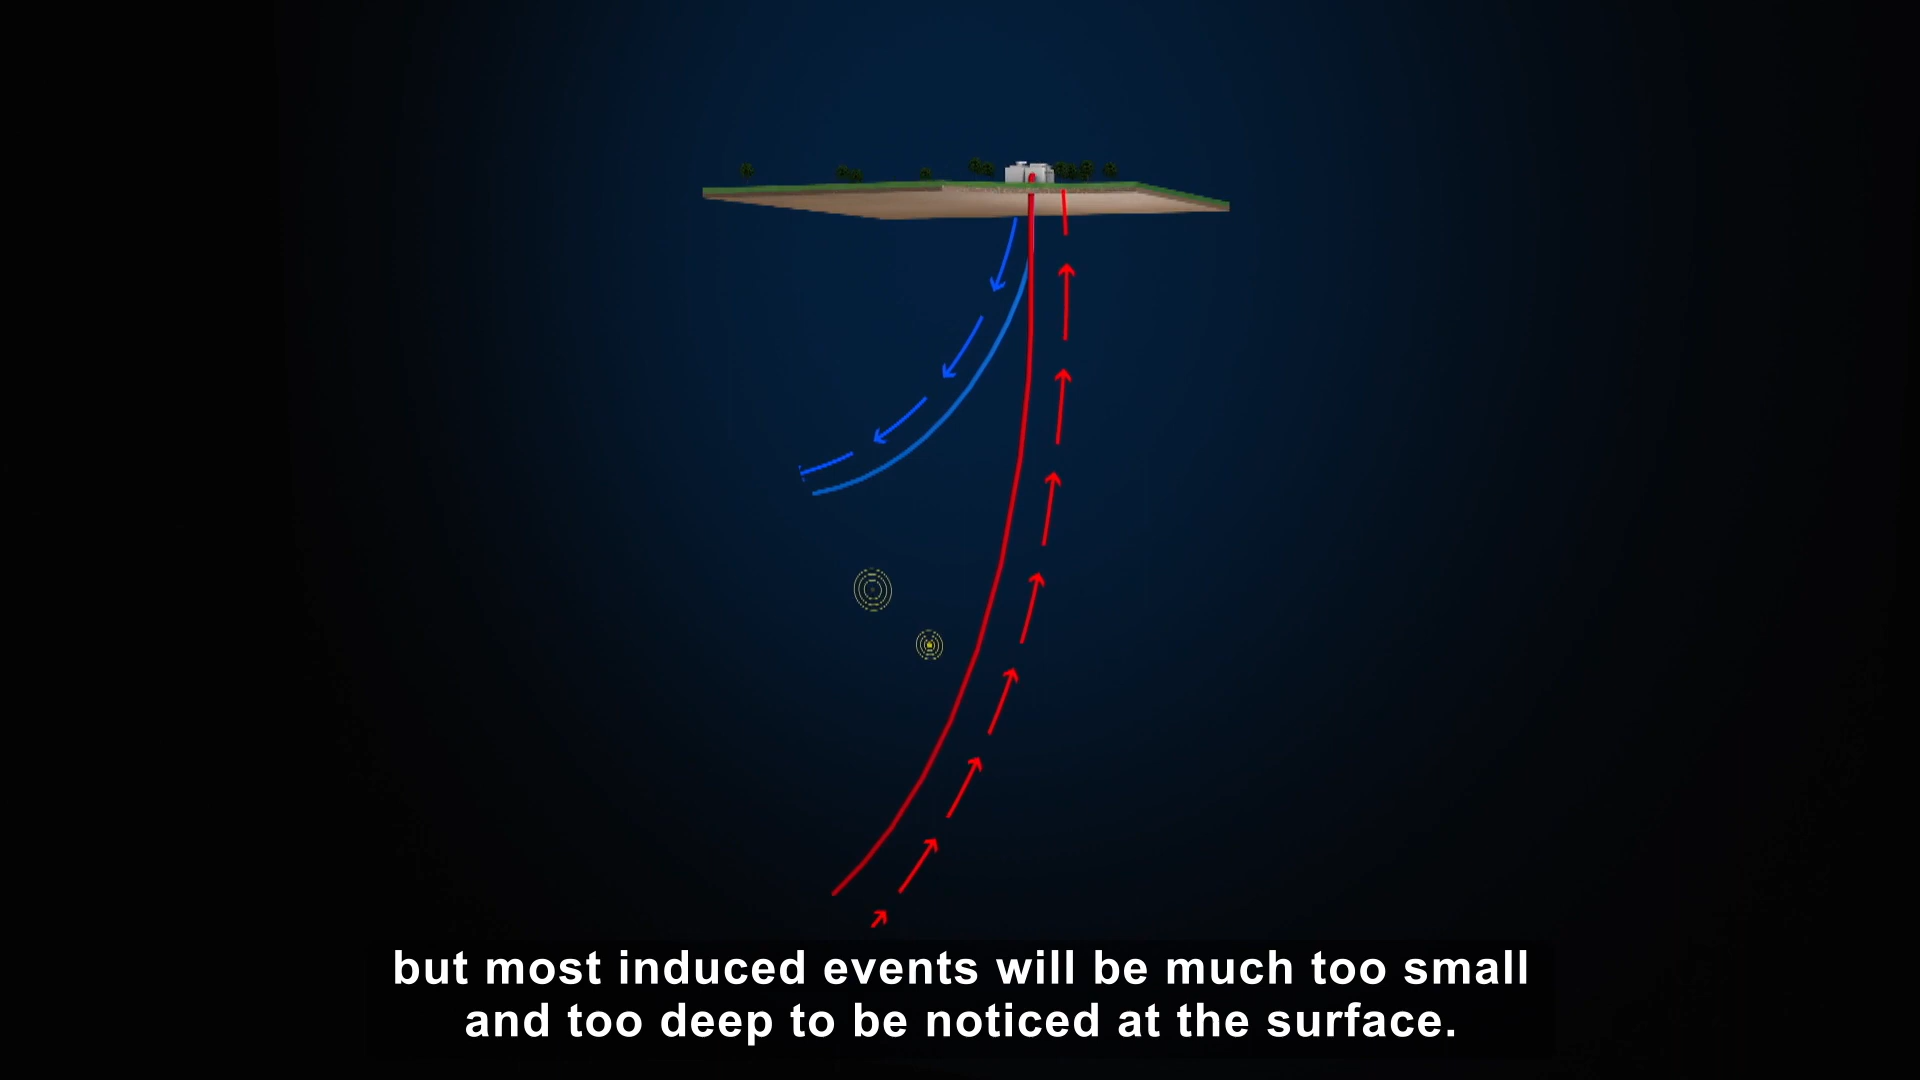 but most induced events will be much too small
and too deep to be noticed at the surface.